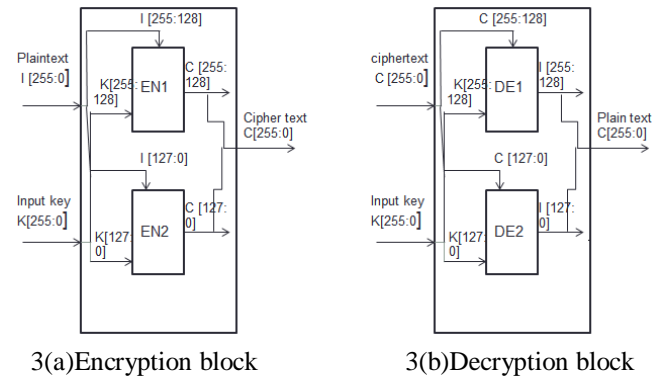 I [255:128]
Plaintext
I [255:0]
K[255:
128]
EN1
C [255:
128]
Cipher text
C[255:0]
I [127:0]
Input key
K[255:0]
K[127:
0]
EN2
C [127:
0]
3(a)Encryption block
C [255:128]
ciphertext
C [255:0]
K[255:
128]
DE1
I [255:
128]
Plain text
C[255:0]
C [127:0]
Input key
K[255:0]
K[127:
0]
DE2
I [127:
0]
3(b)Decryption block